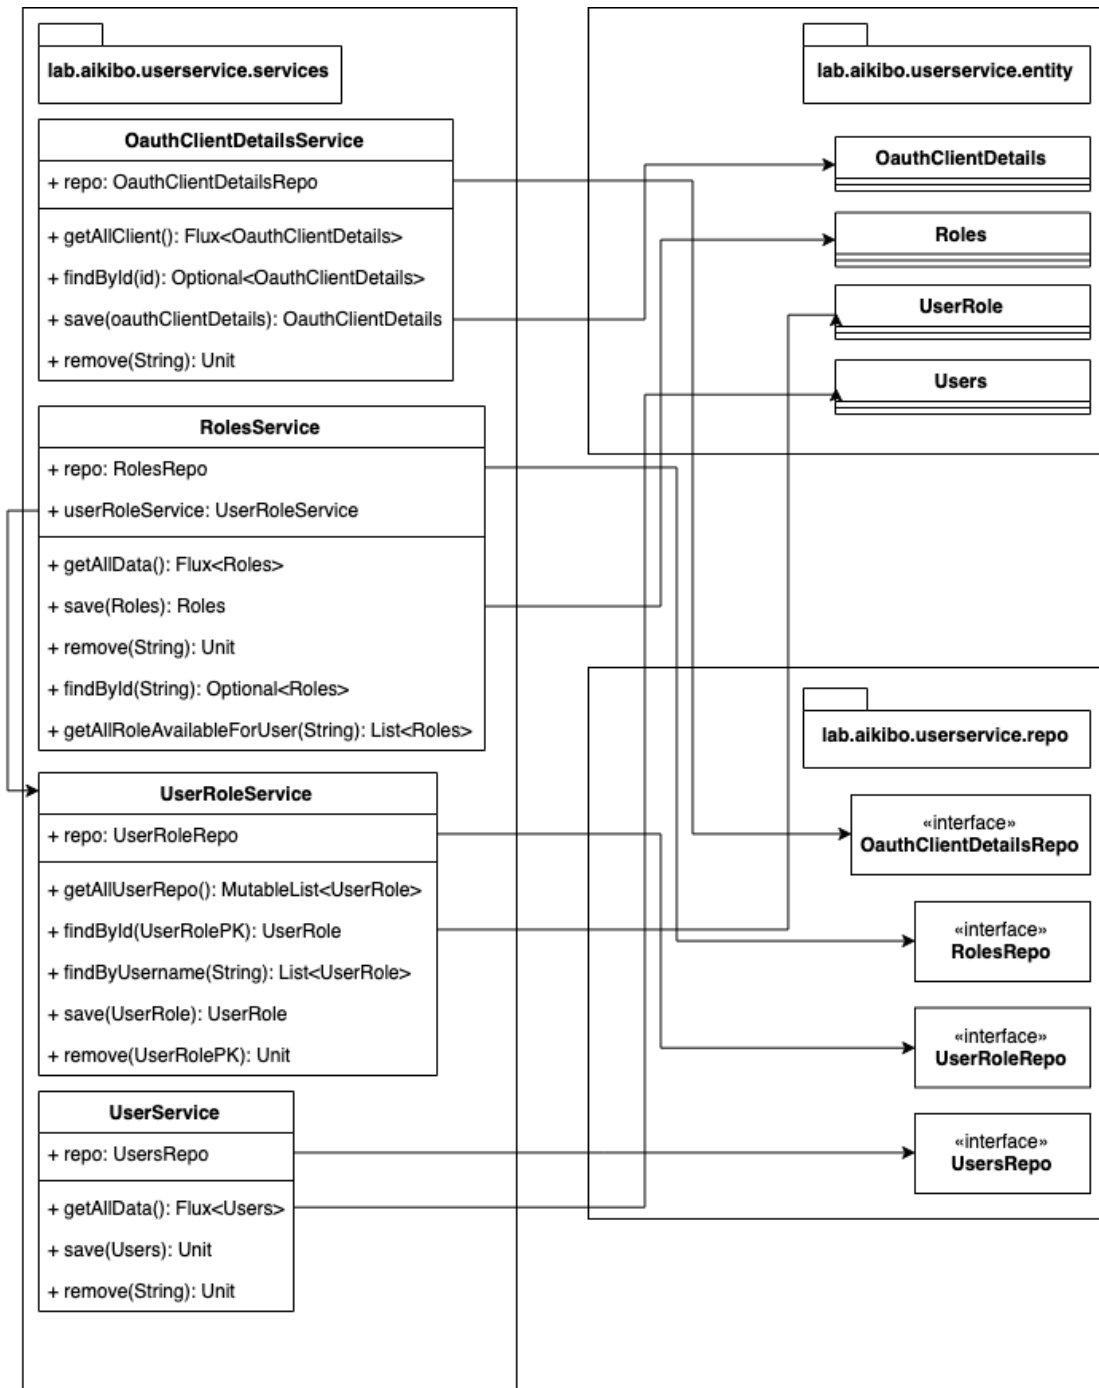 lab.aikibo.userservice.services
OauthClientDetailsService
+ repo: OauthClientDetailsRepo
+ getAllClient(): Flux<OauthClientDetails>
+ findById(id): Optional<OauthClientDetails>
+ save(oauthClientDetails): OauthClientDetails
+ remove(String): Unit
RolesService
+ repo: RolesRepo
+ userRoleService: UserRoleService
+ getAllData(): Flux<Roles>
+ save(Roles): Roles
+ remove(String): Unit
+ findById(String): Optional<Roles>
+ getAllRoleAvailableForUser(String): List<Roles>
UserRoleService
+ repo: UserRoleRepo
+ getAllUserRepo(): MutableList<UserRole>
+ findById(UserRolePK): UserRole
+ findByUsername(String): List<UserRole>
+ save(UserRole): UserRole
+ remove(UserRolePK): Unit
UserService
+ repo: UsersRepo
+ getAllData(): Flux<Users>
+ save(Users): Unit
+ remove(String): Unit
lab.aikibo.userservice.entity
OauthClientDetails
Roles
UserRole
Users
lab.aikibo.userservice.repo
«interface»
OauthClientDetailsRepo
«interface»
RolesRepo
«interface»
UserRoleRepo
«interface»
UsersRepo